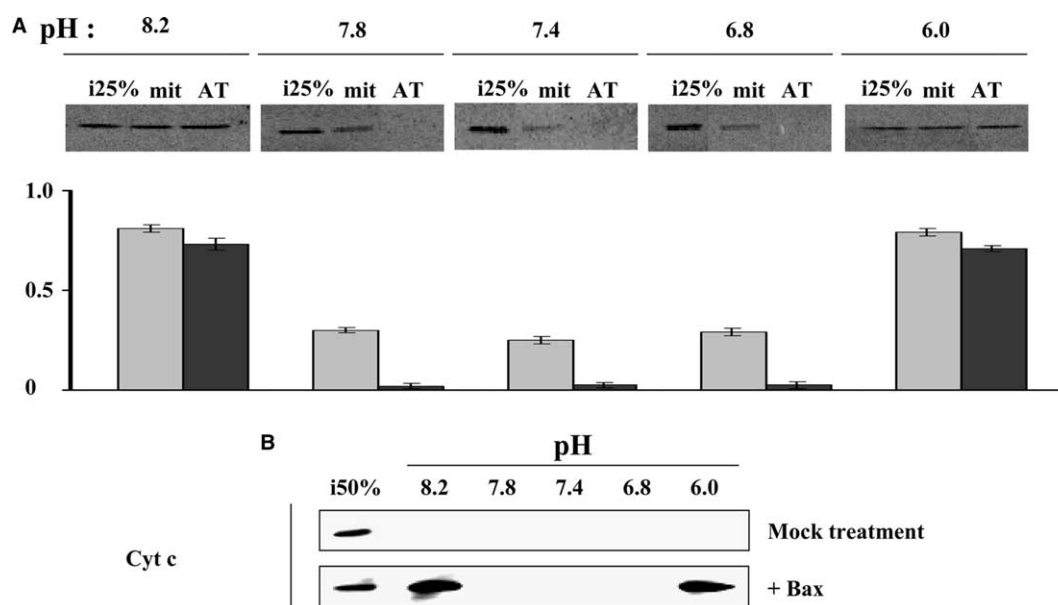 A pH : 8.2 7.8 7.4 6.8 6.0
i25% mit AT i25% mit AT i25% mit AT i25% mit AT i25% mit AT
1.0
0.5
0
B pH
i50% 8.2 7.8 7.4 6.8 6.0
Mock treatment
Cyt c
+ Bax